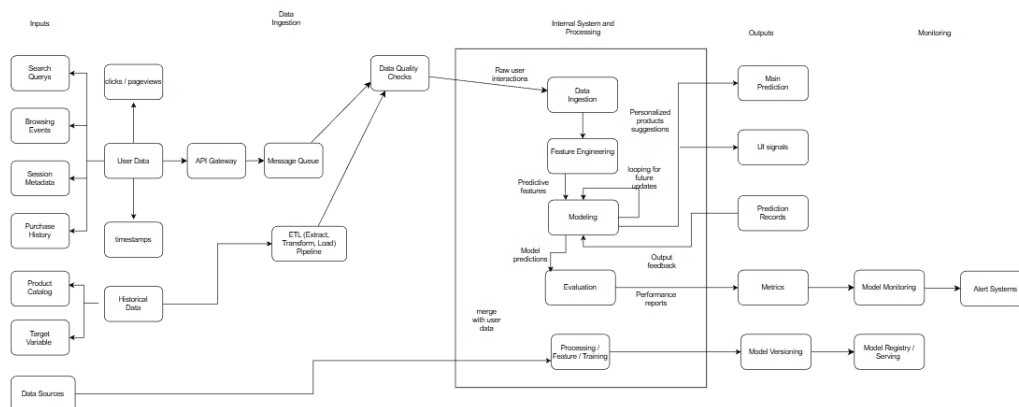 Inputs
Data
Ingestion
Internal System and
Processing
Outputs
Monitoring
Search
Querys
clicks / pageviews
Browsing
Events
Session
Metadata
Purchase
History
User Data
timestamps
API Gateway
Message Queue
Data Quality
Checks
ETL (Extract,
Transform, Load)
Pipeline
Product
Catalog
Target
Variable
Historical
Data
Data Sources
Raw user
interactions
Data
Ingestion
Feature Engineering
Predictive
features
Personalized
products
suggestions
looping for
future
updates
Modeling
Model
predictions
Output
feedback
Evaluation
Performance
reports
merge
with user
data
Processing /
Feature / Training
Main
Prediction
UI signals
Prediction
Records
Metrics
Model Monitoring
Alert Systems
Model Versioning
Model Registry /
Serving